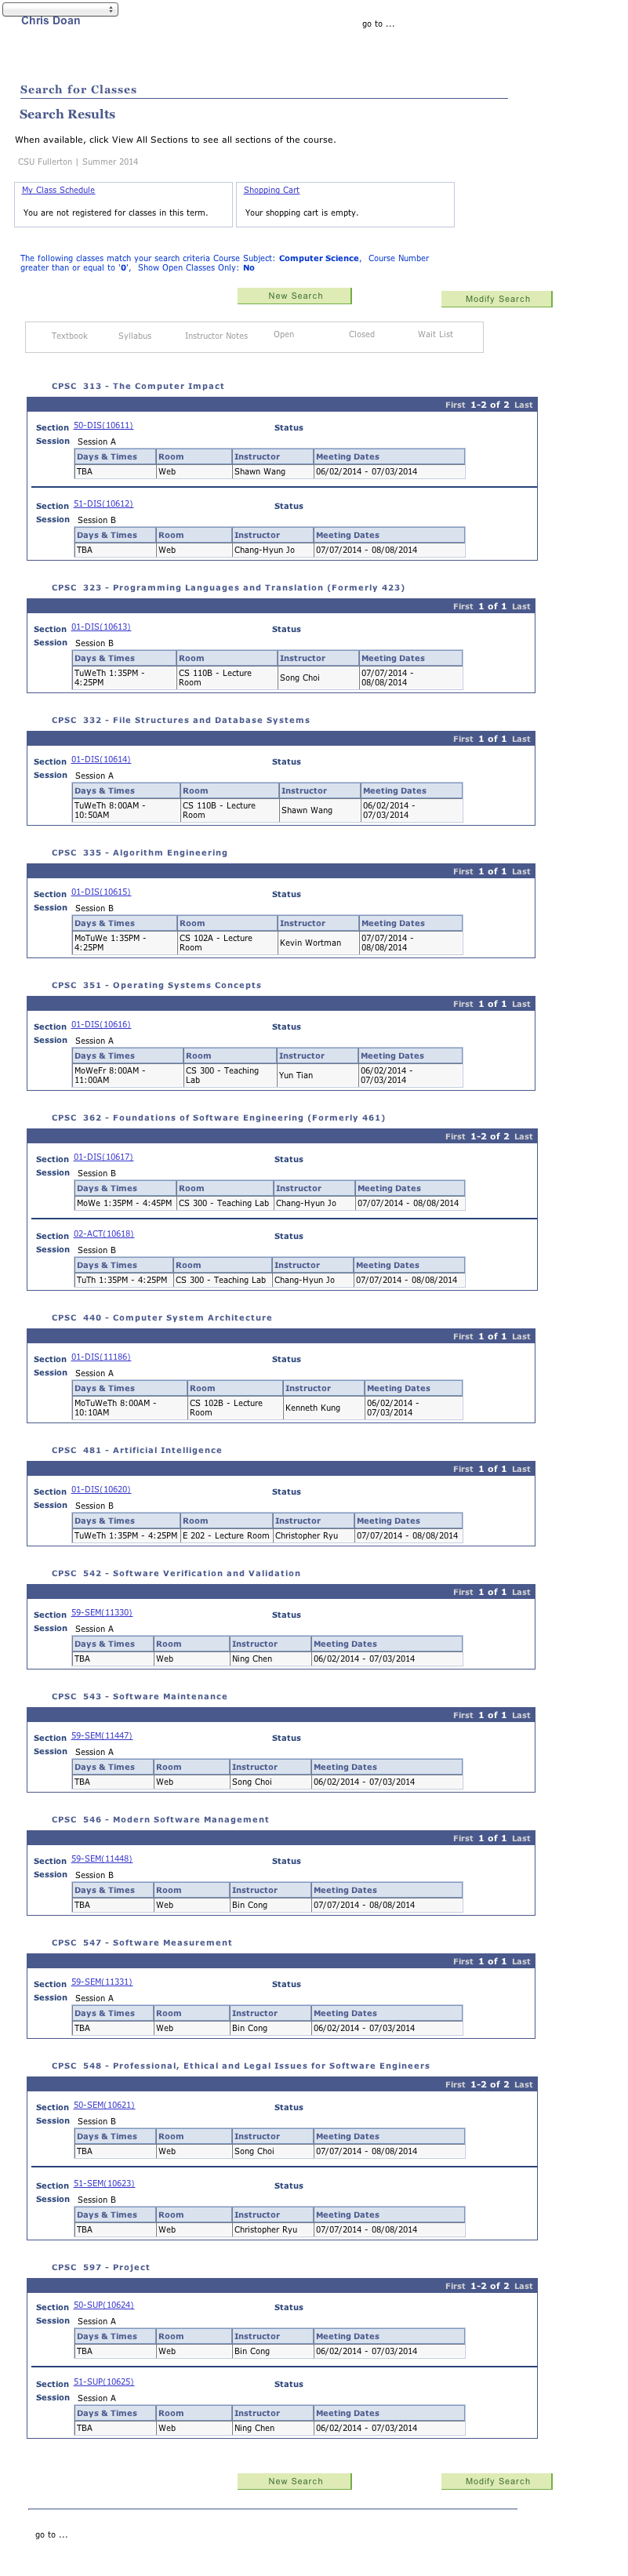 Chris Doan
go to ...
Search for Classes
Search Results
When available, click View All Sections to see all sections of the course.
CSU Fullerton | Summer 2014
My Class Schedule
Shopping Cart
You are not registered for classes in this term.
Your shopping cart is empty.
The following classes match your search criteria Course Subject: Computer Science, Course Number
greater than or equal to '0', Show Open Classes Only: No
New Search
Modify Search
Textbook Syllabus Instructor Notes Open Closed Wait List
CPSC 313 - The Computer Impact
First 1-2 of 2 Last
Section 50-DIS(10611) Status
Session Session A
Days & Times Room Instructor Meeting Dates
TBA Web Shawn Wang 06/02/2014 - 07/03/2014
Section 51-DIS(10612) Status
Session Session B
Days & Times Room Instructor Meeting Dates
TBA Web Chang-Hyun Jo 07/07/2014 - 08/08/2014
CPSC 323 - Programming Languages and Translation (Formerly 423)
First 1 of 1 Last
Section 01-DIS(10613) Status
Session Session B
Days & Times Room Instructor Meeting Dates
TuWeTh 1:35PM - CS 110B - Lecture Song Choi 07/07/2014 -
4:25PM Room 08/08/2014
CPSC 332 - File Structures and Database Systems
First 1 of 1 Last
Section 01-DIS(10614) Status
Session Session A
Days & Times Room Instructor Meeting Dates
TuWeTh 8:00AM - CS 110B - Lecture Shawn Wang 06/02/2014 -
10:50AM Room 07/03/2014
CPSC 335 - Algorithm Engineering
First 1 of 1 Last
Section 01-DIS(10615) Status
Session Session B
Days & Times Room Instructor Meeting Dates
MoTuWe 1:35PM - CS 102A - Lecture Kevin Wortman 07/07/2014 -
4:25PM Room 08/08/2014
CPSC 351 - Operating Systems Concepts
First 1 of 1 Last
Section 01-DIS(10616) Status
Session Session A
Days & Times Room Instructor Meeting Dates
MoWeFr 8:00AM - CS 300 - Teaching Yun Tian 06/02/2014 -
11:00AM Lab 07/03/2014
CPSC 362 - Foundations of Software Engineering (Formerly 461)
First 1-2 of 2 Last
Section 01-DIS(10617) Status
Session Session B
Days & Times Room Instructor Meeting Dates
MoWe 1:35PM - 4:45PM CS 300 - Teaching Lab Chang-Hyun Jo 07/07/2014 - 08/08/2014
Section 02-ACT(10618) Status
Session Session B
Days & Times Room Instructor Meeting Dates
TuTh 1:35PM - 4:25PM CS 300 - Teaching Lab Chang-Hyun Jo 07/07/2014 - 08/08/2014
CPSC 440 - Computer System Architecture
First 1 of 1 Last
Section 01-DIS(11186) Status
Session Session A
Days & Times Room Instructor Meeting Dates
MoTuWeTh 8:00AM - CS 102B - Lecture Kenneth Kung 06/02/2014 -
10:10AM Room 07/03/2014
CPSC 481 - Artificial Intelligence
First 1 of 1 Last
Section 01-DIS(10620) Status
Session Session B
Days & Times Room Instructor Meeting Dates
TuWeTh 1:35PM - 4:25PM E 202 - Lecture Room Christopher Ryu 07/07/2014 - 08/08/2014
CPSC 542 - Software Verification and Validation
First 1 of 1 Last
Section 59-SEM(11330) Status
Session Session A
Days & Times Room Instructor Meeting Dates
TBA Web Ning Chen 06/02/2014 - 07/03/2014
CPSC 543 - Software Maintenance
First 1 of 1 Last
Section 59-SEM(11447) Status
Session Session A
Days & Times Room Instructor Meeting Dates
TBA Web Song Choi 06/02/2014 - 07/03/2014
CPSC 546 - Modern Software Management
First 1 of 1 Last
Section 59-SEM(11448) Status
Session Session B
Days & Times Room Instructor Meeting Dates
TBA Web Bin Cong 07/07/2014 - 08/08/2014
CPSC 547 - Software Measurement
First 1 of 1 Last
Section 59-SEM(11331) Status
Session Session A
Days & Times Room Instructor Meeting Dates
TBA Web Bin Cong 06/02/2014 - 07/03/2014
CPSC 548 - Professional, Ethical and Legal Issues for Software Engineers
First 1-2 of 2 Last
Section 50-SEM(10621) Status
Session Session B
Days & Times Room Instructor Meeting Dates
TBA Web Song Choi 07/07/2014 - 08/08/2014
Section 51-SEM(10623) Status
Session Session B
Days & Times Room Instructor Meeting Dates
TBA Web Christopher Ryu 07/07/2014 - 08/08/2014
CPSC 597 - Project
First 1-2 of 2 Last
Section 50-SUP(10624) Status
Session Session A
Days & Times Room Instructor Meeting Dates
TBA Web Bin Cong 06/02/2014 - 07/03/2014
Section 51-SUP(10625) Status
Session Session A
Days & Times Room Instructor Meeting Dates
TBA Web Ning Chen 06/02/2014 - 07/03/2014
New Search
Modify Search
go to ...